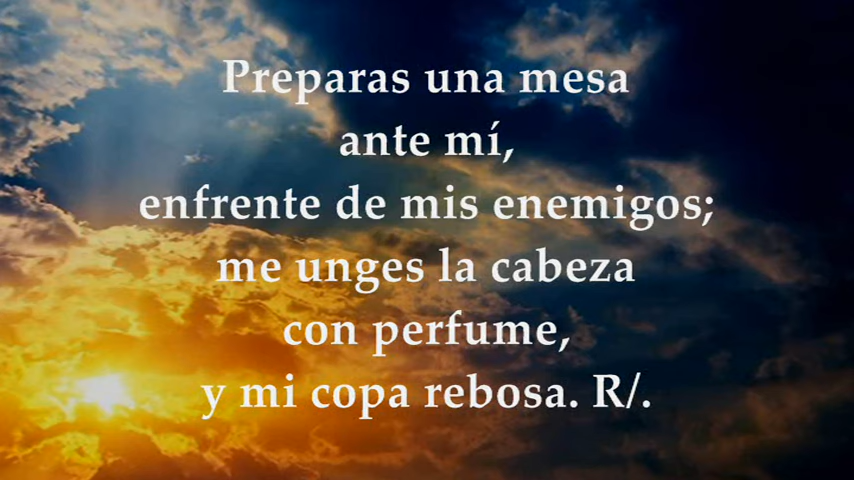 Preparas una mesa
ante mí,
enfrente de mis enemigos;
me unges la cabeza
con perfume,
y mi copa rebosa. R/.